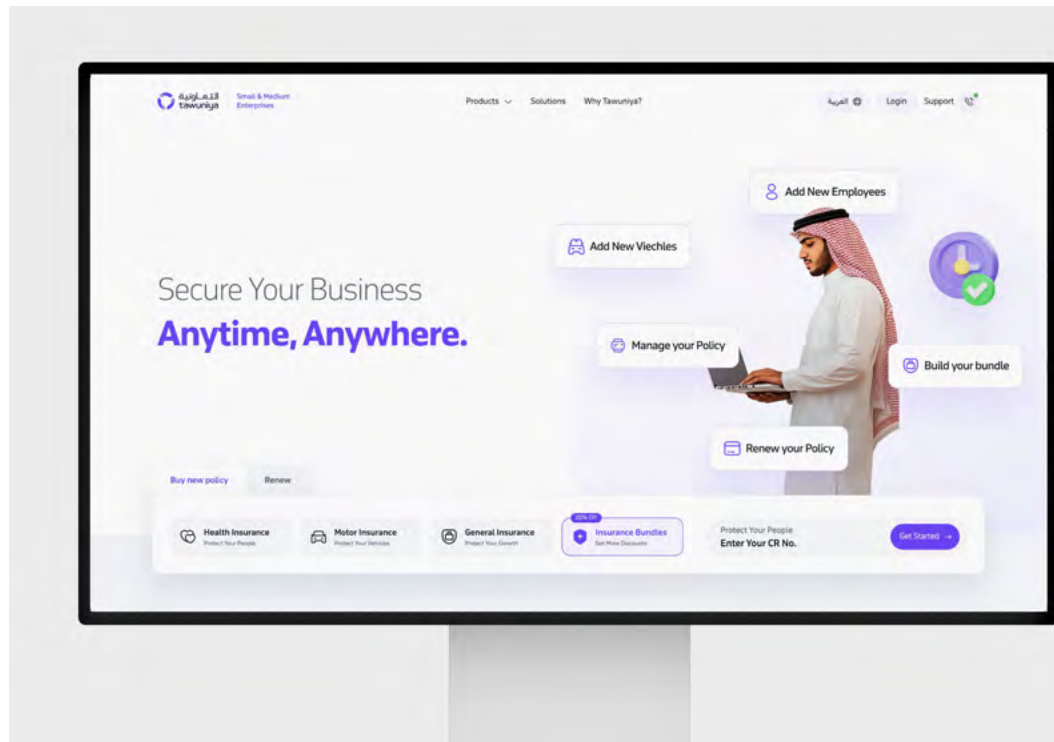 التعاونية
tawuniya
Small & Medium
Enterprises
Products
Solutions
Why Tawuniya?
العربية
Login
Support
Add New Employees
Add New Viechles
Secure Your Business
Anytime, Anywhere.
Manage your Policy
Build your bundle
Renew your Policy
Buy new policy
Renew
Health Insurance
Protect Your People
Motor Insurance
Protect Your Vehicles
General Insurance
Protect Your Growth
20% Off
Insurance Bundles
Get More Discounts
Protect Your People
Enter Your CR No.
Get Started